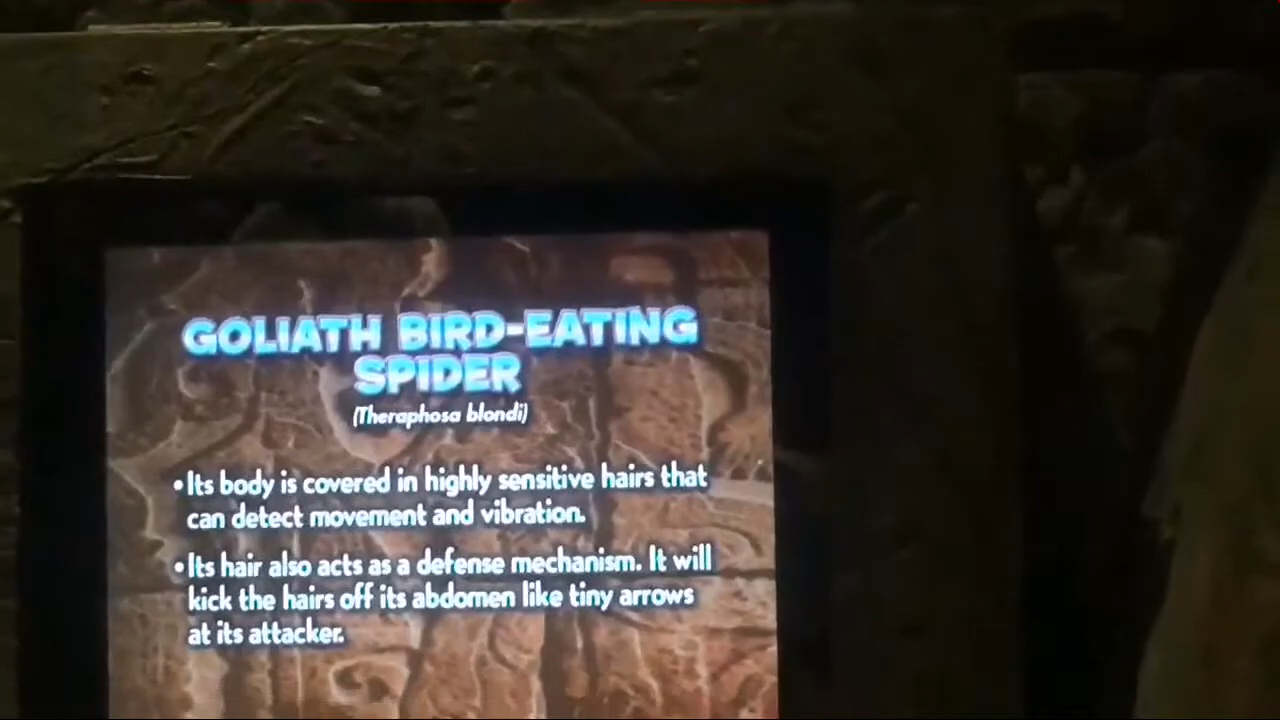 GOLIATH BIRD-EATING
SPIDER
(Theraphosa blondi)
• Its body is covered in highly sensitive hairs that
can detect movement and vibration.
• Its hair also acts as a defense mechanism. It will
kick the hairs off its abdomen like tiny arrows
at its attacker.